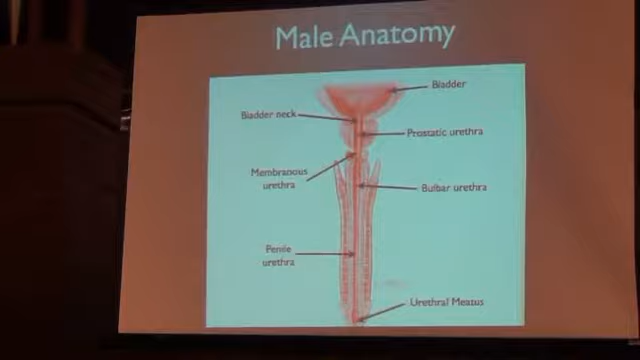 Male Anatomy
Bladder
Bladder neck
Prostatic urethra
Membranous
urethra
Bulbar urethra
Penile
urethra
Urethral Meatus